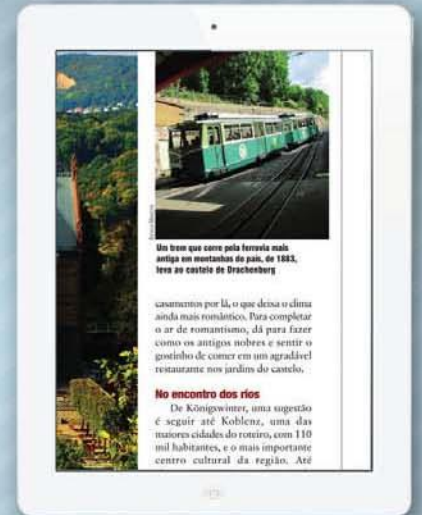 Um trem que corre pela ferrovia mais
antiga em montanhas do país, de 1883,
leva ao castelo de Drachenburg
casamentos por lá, o que deixa o clima
ainda mais romântico. Para completar
o ar de romantismo, dá para fazer
como os antigos nobres e sentir o
gostinho de comer em um agradável
restaurante nos jardins do castelo.
No encontro dos rios
De Königswinter, uma sugestão
é seguir até Koblenz, uma das
maiores cidades do roteiro, com 110
mil habitantes, e o mais importante
centro cultural da região. Até